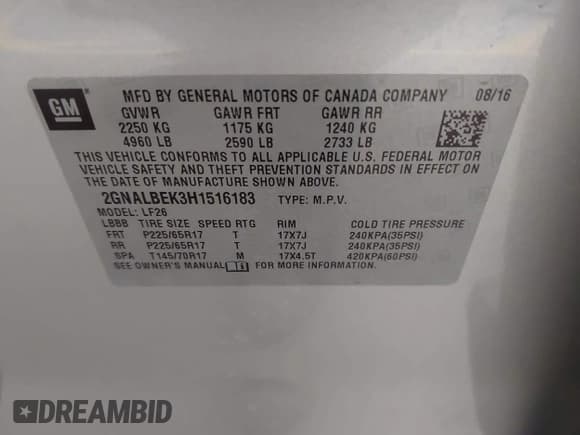 GM
MFD BY GENERAL MOTORS OF CANADA COMPANY 08/16
GVWR GAWR FRT GAWR RR
2250 KG 1175 KG 1240 KG
4960 LB 2590 LB 2733 LB
THIS VEHICLE CONFORMS TO ALL APPLICABLE U.S. FEDERAL MOTOR
VEHICLE SAFETY AND THEFT PREVENTION STANDARDS IN EFFECT ON
THE DATE OF MANUFACTURE SHOWN ABOVE.
2GNALBEK3H1516183 TYPE: M.P.V.
MODEL: LF26
LBBB TIRE SIZE SPEED RTG RIM COLD TIRE PRESSURE
FRT P225/65R17 T 17X7J 240KPA(35PSI)
RR P225/65R17 T 17X7J 240KPA(35PSI)
SPA T145/70R17 M 17X4.5T 420KPA(60PSI)
SEE OWNER'S MANUAL i FOR MORE INFORMATION.
DREAMBID